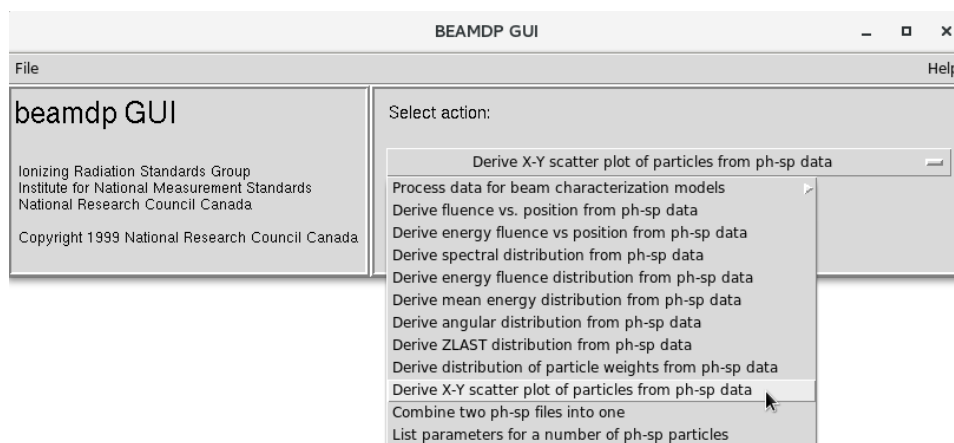 BEAMDP GUI
File
Help
beamdp GUI
Ionizing Radiation Standards Group
Institute for National Measurement Standards
National Research Council Canada
Copyright 1999 National Research Council Canada
Select action:
Derive X-Y scatter plot of particles from ph-sp data
Process data for beam characterization models
Derive fluence vs. position from ph-sp data
Derive energy fluence vs position from ph-sp data
Derive spectral distribution from ph-sp data
Derive energy fluence distribution from ph-sp data
Derive mean energy distribution from ph-sp data
Derive angular distribution from ph-sp data
Derive ZLAST distribution from ph-sp data
Derive distribution of particle weights from ph-sp data
Derive X-Y scatter plot of particles from ph-sp data
Combine two ph-sp files into one
List parameters for a number of ph-sp particles